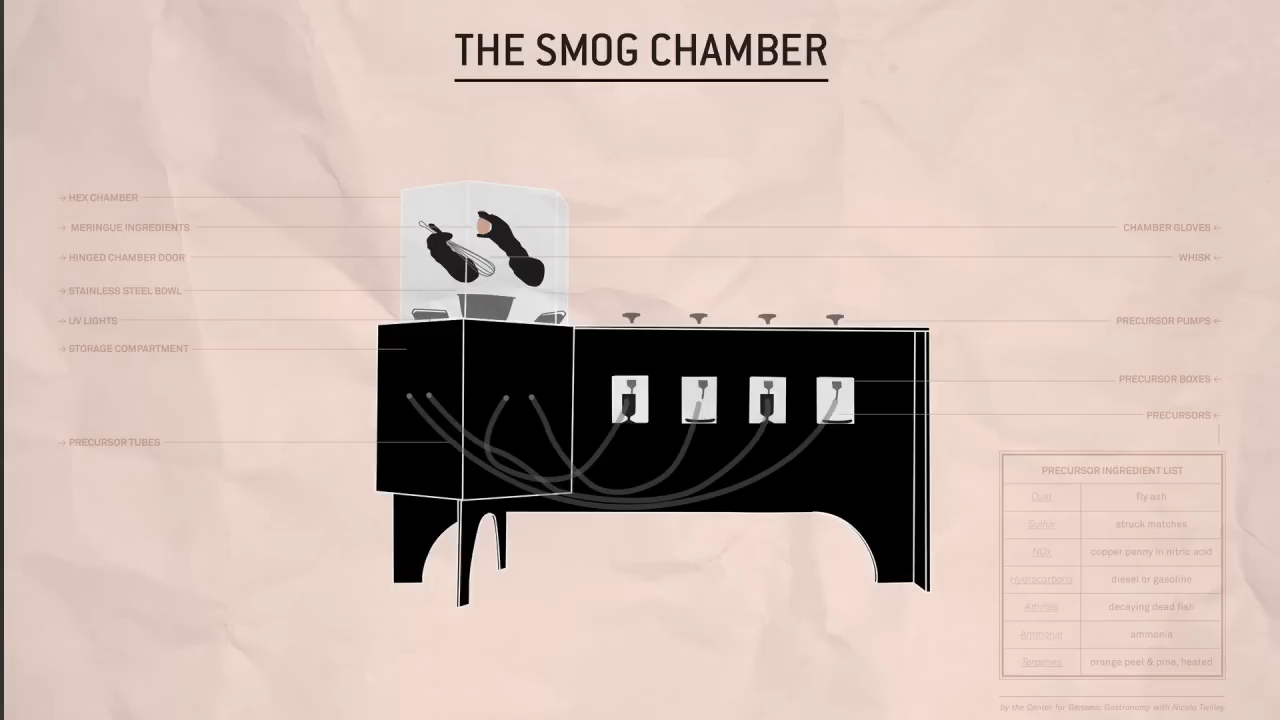 THE SMOG CHAMBER
→ HEX CHAMBER
→ MERINGUE INGREDIENTS
→ HINGED CHAMBER DOOR
→ STAINLESS STEEL BOWL
→ UV LIGHTS
→ STORAGE COMPARTMENT
→ PRECURSOR TUBES
CHAMBER GLOVES ←
WHISK ←
PRECURSOR PUMPS ←
PRECURSOR BOXES ←
PRECURSORS ←
PRECURSOR INGREDIENT LIST
Dust fly ash
Sulfur struck matches
NOx copper penny in nitric acid
Hydrocarbons diesel or gasoline
Amines decaying dead fish
Ammonia ammonia
Terpenes orange peel & pine, heated
by the Center for Genomic Gastronomy with Nicola Twilley